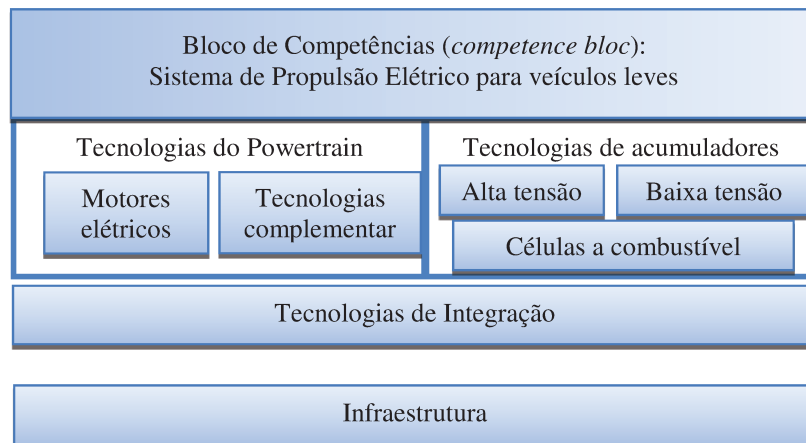 Bloco de Competências (competence bloc):
Sistema de Propulsão Elétrico para veículos leves
Tecnologias do Powertrain
Motores
elétricos
Tecnologias
complementar
Tecnologias de acumuladores
Alta tensão
Baixa tensão
Células a combustível
Tecnologias de Integração
Infraestrutura